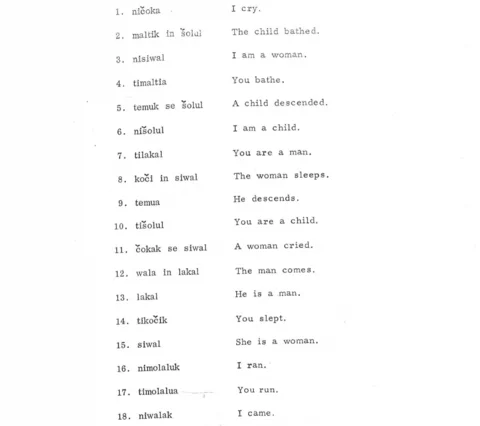 1. ničoka I cry.
2. maltik in šolul The child bathed.
3. nisiwal I am a woman.
4. timaltia You bathe.
5. temuk se šolul A child descended.
6. nišolul I am a child.
7. tilakal You are a man.
8. koči in siwal The woman sleeps.
9. temua He descends.
10. tišolul You are a child.
11. čokak se siwal A woman cried.
12. wala in lakal The man comes.
13. lakal He is a man.
14. tikočik You slept.
15. siwal She is a woman.
16. nimolaluk I ran.
17. timolalua You run.
18. niwalak I came.